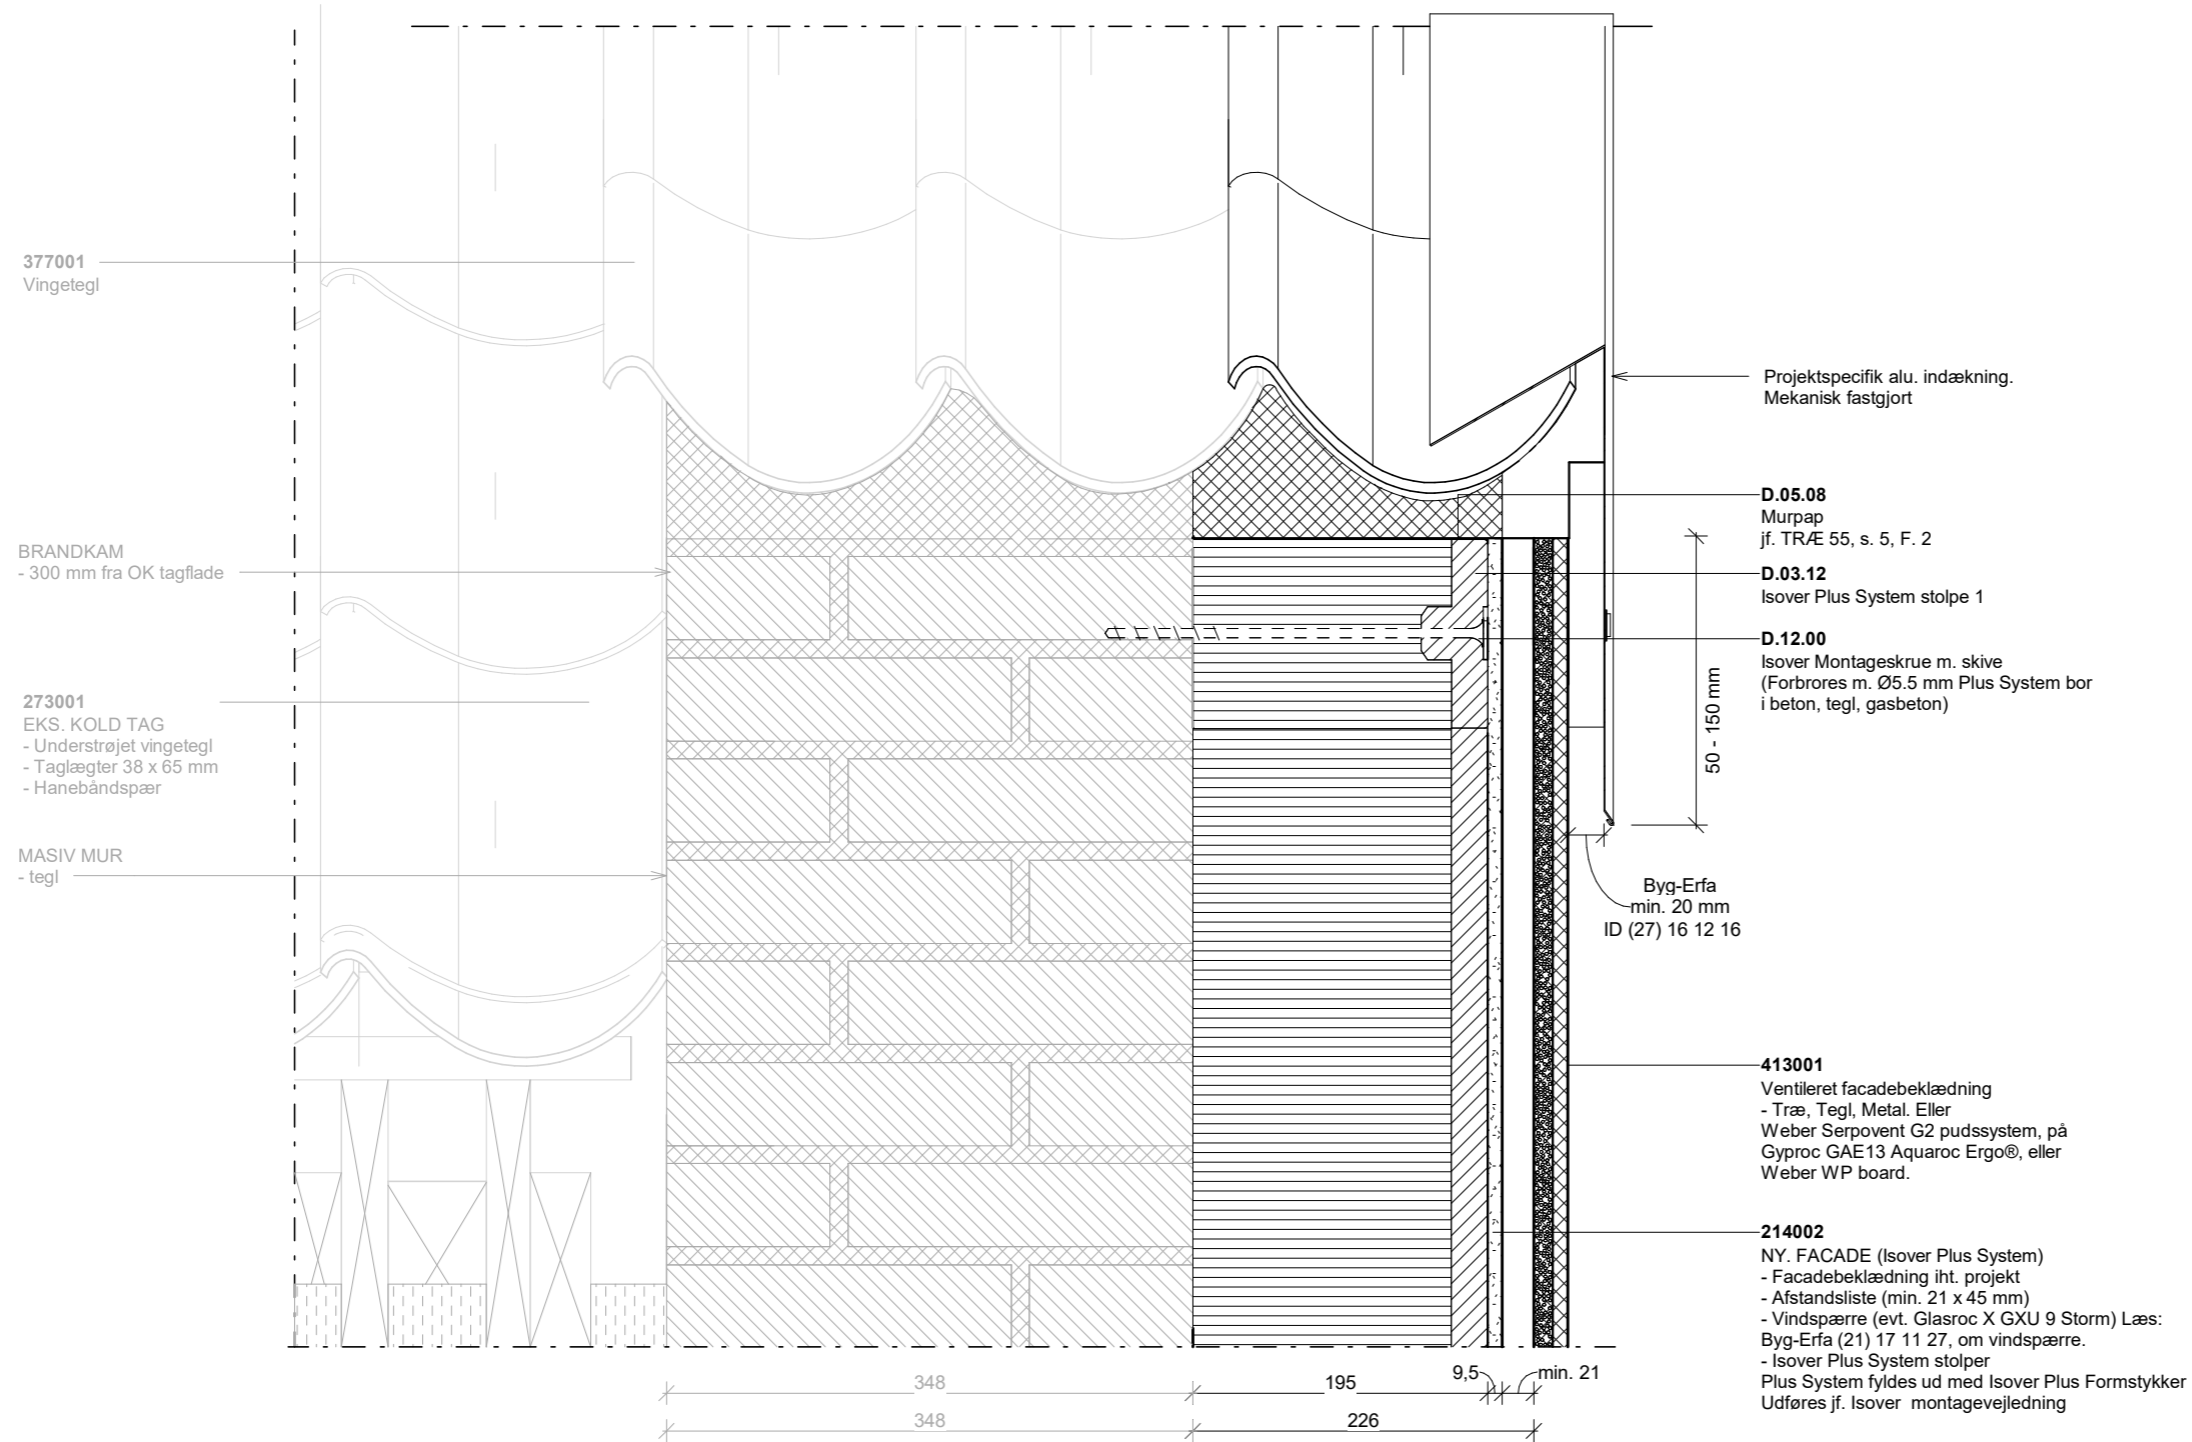 377001
Vingetegl
BRANDKAM
- 300 mm fra OK tagflade
273001
EKS. KOLD TAG
- Understrøjet vingetegl
- Taglægter 38 x 65 mm
- Hanebåndspær
MASIV MUR
- tegl
Projektspecifik alu. indækning.
Mekanisk fastgjort
D.05.08
Murpap
jf. TRÆ 55, s. 5, F. 2
D.03.12
Isover Plus System stolpe 1
D.12.00
Isover Montageskrue m. skive
(Forbrores m. Ø5.5 mm Plus System bor
i beton, tegl, gasbeton)
50 - 150 mm
Byg-Erfa
min. 20 mm
ID (27) 16 12 16
413001
Ventileret facadebeklædning
- Træ, Tegl, Metal. Eller
Weber Serpovent G2 pudssystem, på
Gyproc GAE13 Aquaroc Ergo®, eller
Weber WP board.
214002
NY. FACADE (Isover Plus System)
- Facadebeklædning iht. projekt
- Afstandsliste (min. 21 x 45 mm)
- Vindspærre (evt. Glasroc X GXU 9 Storm) Læs:
Byg-Erfa (21) 17 11 27, om vindspærre.
- Isover Plus System stolper
Plus System fyldes ud med Isover Plus Formstykker
Udføres jf. Isover montagevejledning
348
195
9,5
min. 21
348
226